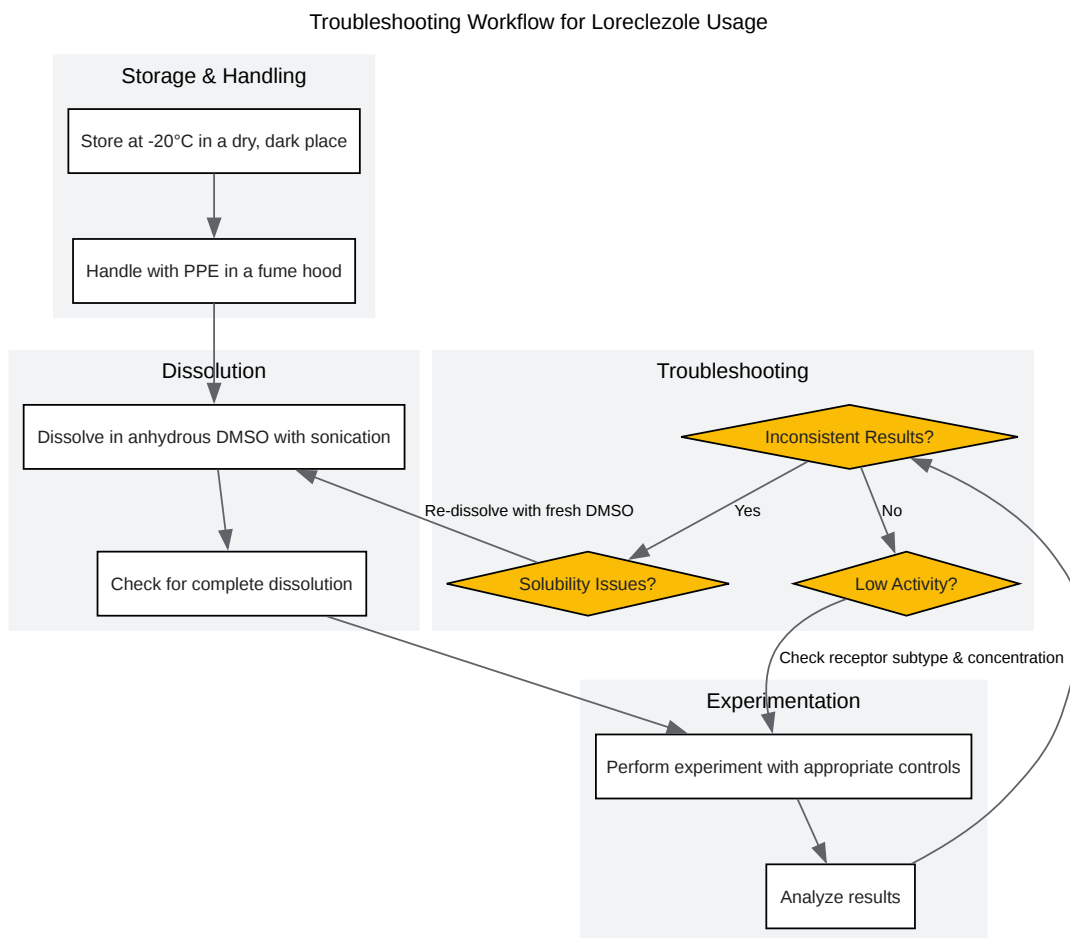 Troubleshooting Workflow for Loreclezole Usage
Storage & Handling
Store at -20°C in a dry, dark place
Handle with PPE in a fume hood
Dissolution
Dissolve in anhydrous DMSO with sonication
Check for complete dissolution
Troubleshooting
Inconsistent Results?
Re-dissolve with fresh DMSO
Yes
No
Solubility Issues?
Low Activity?
Check receptor subtype & concentration
Experimentation
Perform experiment with appropriate controls
Analyze results